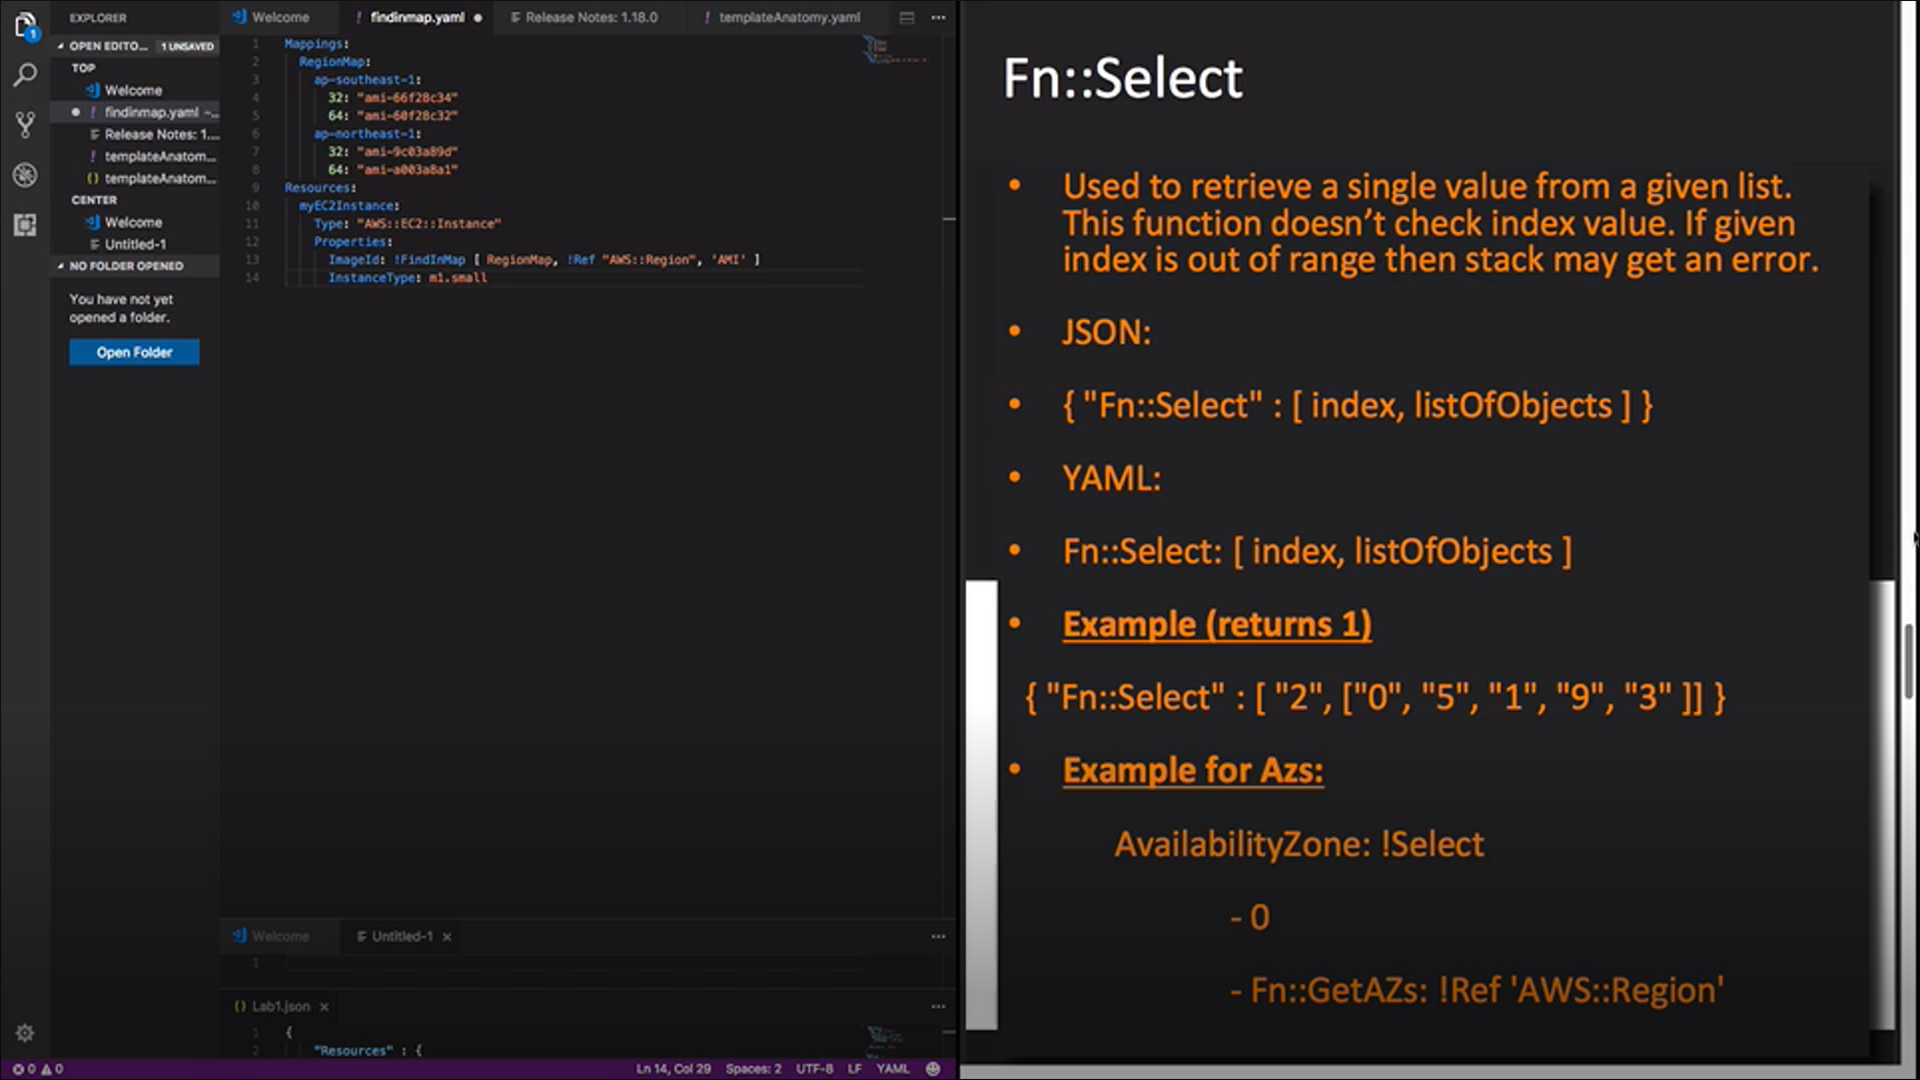 EXPLORER
OPEN EDITO... 1 UNSAVED
TOP
Welcome
! findinmap.yaml ~...
Release Notes: 1....
! templateAnatom...
{} templateAnatom...
CENTER
Welcome
Untitled-1
NO FOLDER OPENED
You have not yet
opened a folder.
Open Folder
1
Welcome
! findinmap.yaml
Release Notes: 1.18.0
! templateAnatomy.yaml
1 Mappings:
2 RegionMap:
3 ap-southeast-1:
4 32: "ami-66f28c34"
5 64: "ami-60f28c32"
6 ap-northeast-1:
7 32: "ami-9c03a89d"
8 64: "ami-a003a8a1"
9 Resources:
10 myEC2Instance:
11 Type: "AWS::EC2::Instance"
12 Properties:
13 ImageId: !FindInMap [ RegionMap, !Ref "AWS::Region", 'AMI' ]
14 InstanceType: m1.small
Welcome
Untitled-1
1
{} Lab1.json
1 {
2 "Resources" : {
0 0
Ln 14, Col 29 Spaces: 2 UTF-8 LF YAML
Fn::Select
• Used to retrieve a single value from a given list.
This function doesn’t check index value. If given
index is out of range then stack may get an error.
• JSON:
• { "Fn::Select" : [ index, listOfObjects ] }
• YAML:
• Fn::Select: [ index, listOfObjects ]
• Example (returns 1)
{ "Fn::Select" : [ "2", ["0", "5", "1", "9", "3" ]] }
• Example for Azs:
AvailabilityZone: !Select
- 0
- Fn::GetAZs: !Ref 'AWS::Region'